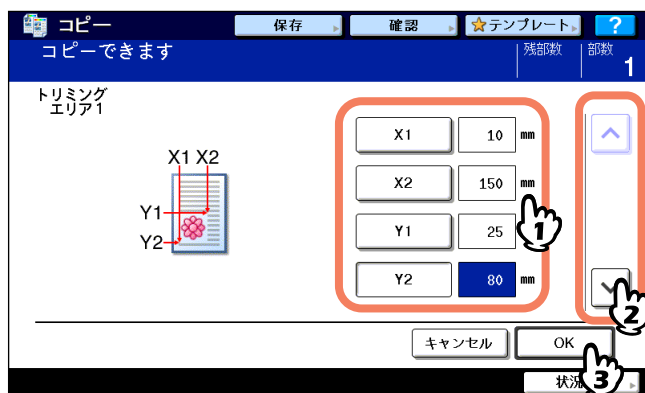 コピー
保存
確認
テンプレート
?
コピーできます
残部数
部数
1
トリミング
エリア1
X1 X2
Y1
Y2
X1
10
mm
X2
150
mm
Y1
25
Y2
80
mm
1
2
キャンセル
OK
3
状況